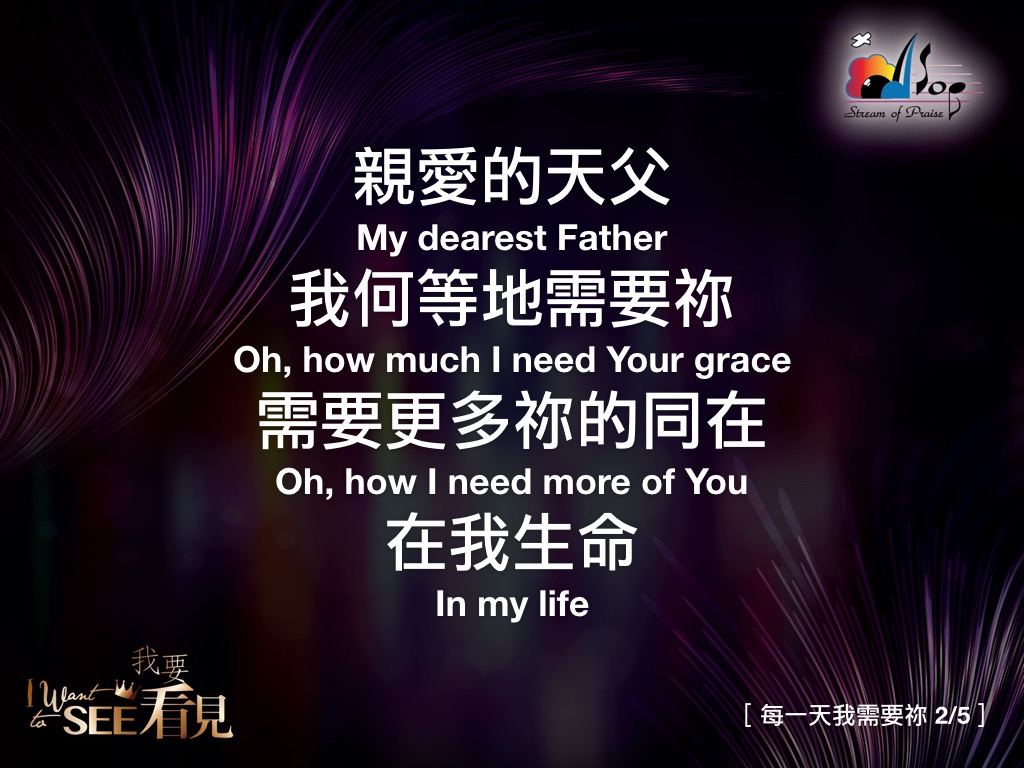 Sop
Stream of Praise
親愛的天父
My dearest Father
我何等地需要祢
Oh, how much I need Your grace
需要更多祢的同在
Oh, how I need more of You
在我生命
In my life
我要
I Want
to SEE 看見
[ 每一天我需要祢 2/5 ]